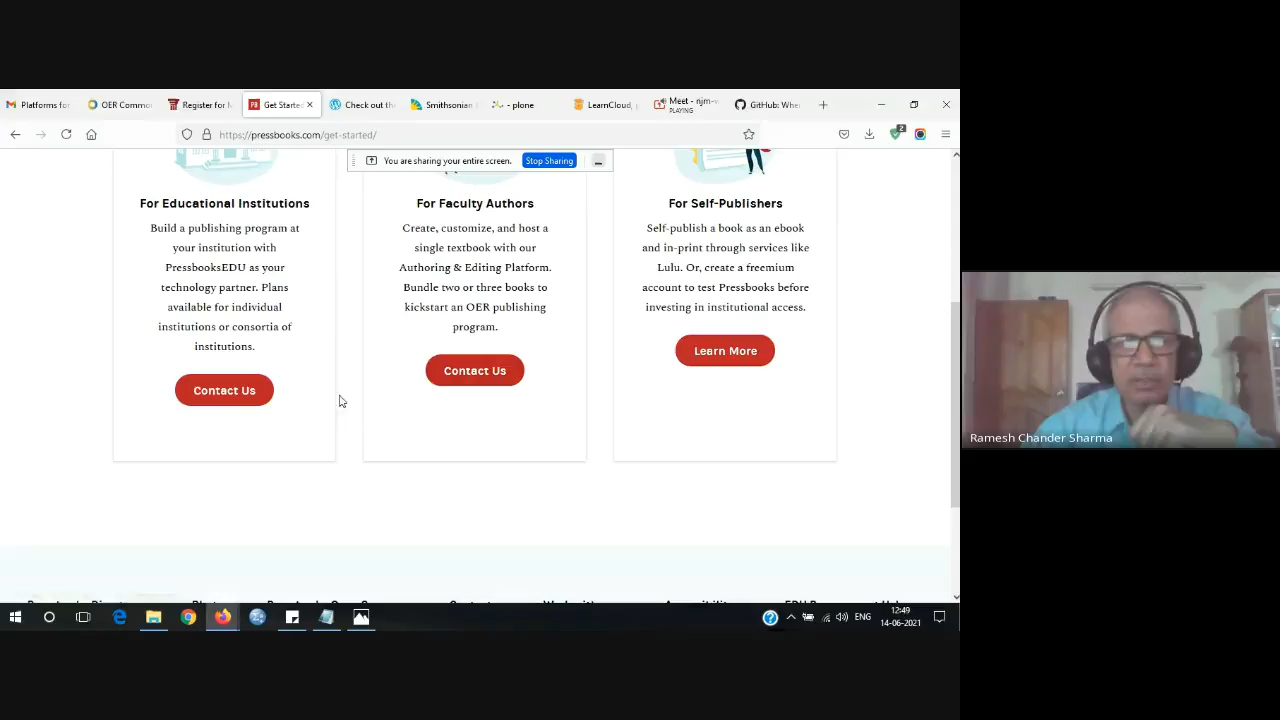 Platforms for
OER Commo
Register for
Get Started
Check out the
Smithsonian
- plone
LearnCloud,
Meet - njm-
PLAYING
GitHub: Whe
https://pressbooks.com/get-started/
2
You are sharing your entire screen.
Stop Sharing
For Educational Institutions
Build a publishing program at
your institution with
PressbooksEDU as your
technology partner. Plans
available for individual
institutions or consortia of
institutions.
Contact Us
For Faculty Authors
Create, customize, and host a
single textbook with our
Authoring & Editing Platform.
Bundle two or three books to
kickstart an OER publishing
program.
Contact Us
For Self-Publishers
Self-publish a book as an ebook
and in-print through services like
Lulu. Or, create a freemium
account to test Pressbooks before
investing in institutional access.
Learn More
Ramesh Chander Sharma
ENG
12:49
14-06-2021